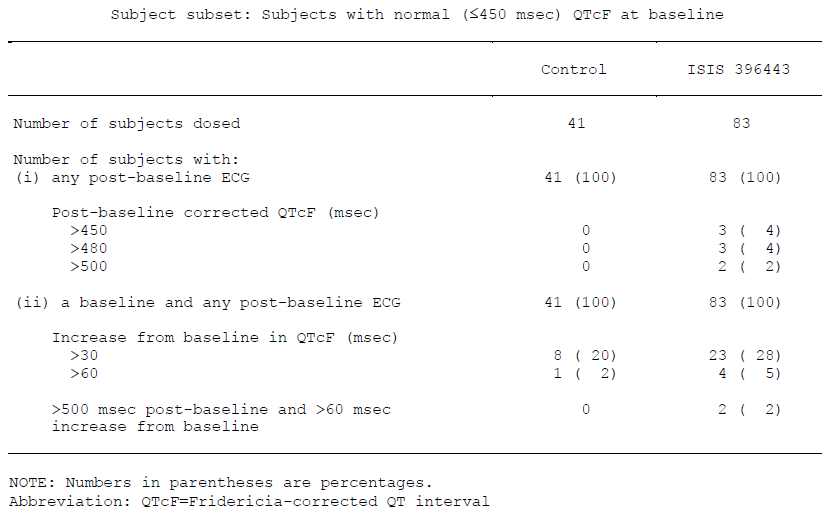 Subject subset: Subjects with normal (≤450 msec) QTcF at baseline
Control ISIS 396443
Number of subjects dosed 41 83
Number of subjects with:
(i) any post-baseline ECG 41 (100) 83 (100)
Post-baseline corrected QTcF (msec)
>450 0 3 ( 4)
>480 0 3 ( 4)
>500 0 2 ( 2)
(ii) a baseline and any post-baseline ECG 41 (100) 83 (100)
Increase from baseline in QTcF (msec)
>30 8 ( 20) 23 ( 28)
>60 1 ( 2) 4 ( 5)
>500 msec post-baseline and >60 msec 0 2 ( 2)
increase from baseline
NOTE: Numbers in parentheses are percentages.
Abbreviation: QTcF=Fridericia-corrected QT interval